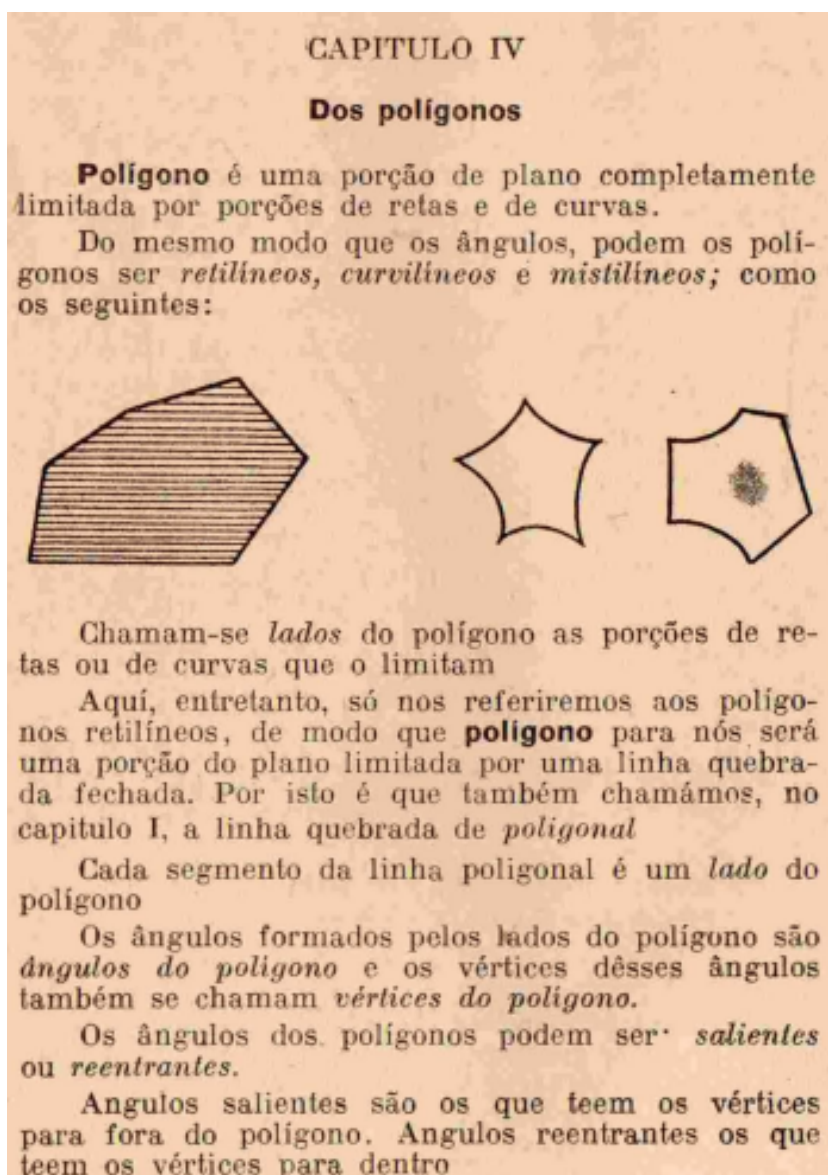 CAPITULO IV
Dos polígonos
Polígono é uma porção de plano completamente
limitada por porções de retas e de curvas.
Do mesmo modo que os ângulos, podem os polí-
gonos ser retilíneos, curvilíneos e mistilíneos; como
os seguintes:
Chamam-se lados do polígono as porções de re-
tas ou de curvas que o limitam
Aquí, entretanto, só nos referiremos aos polígo-
nos retilíneos, de modo que polígono para nós será
uma porção do plano limitada por uma linha quebra-
da fechada. Por isto é que também chamámos, no
capitulo I, a linha quebrada de poligonal
Cada segmento da linha poligonal é um lado do
polígono
Os ângulos formados pelos lados do polígono são
ângulos do polígono e os vértices dêsses ângulos
também se chamam vértices do polígono.
Os ângulos dos polígonos podem ser salientes
ou reentrantes.
Angulos salientes são os que teem os vértices
para fora do polígono. Angulos reentrantes os que
teem os vértices para dentro